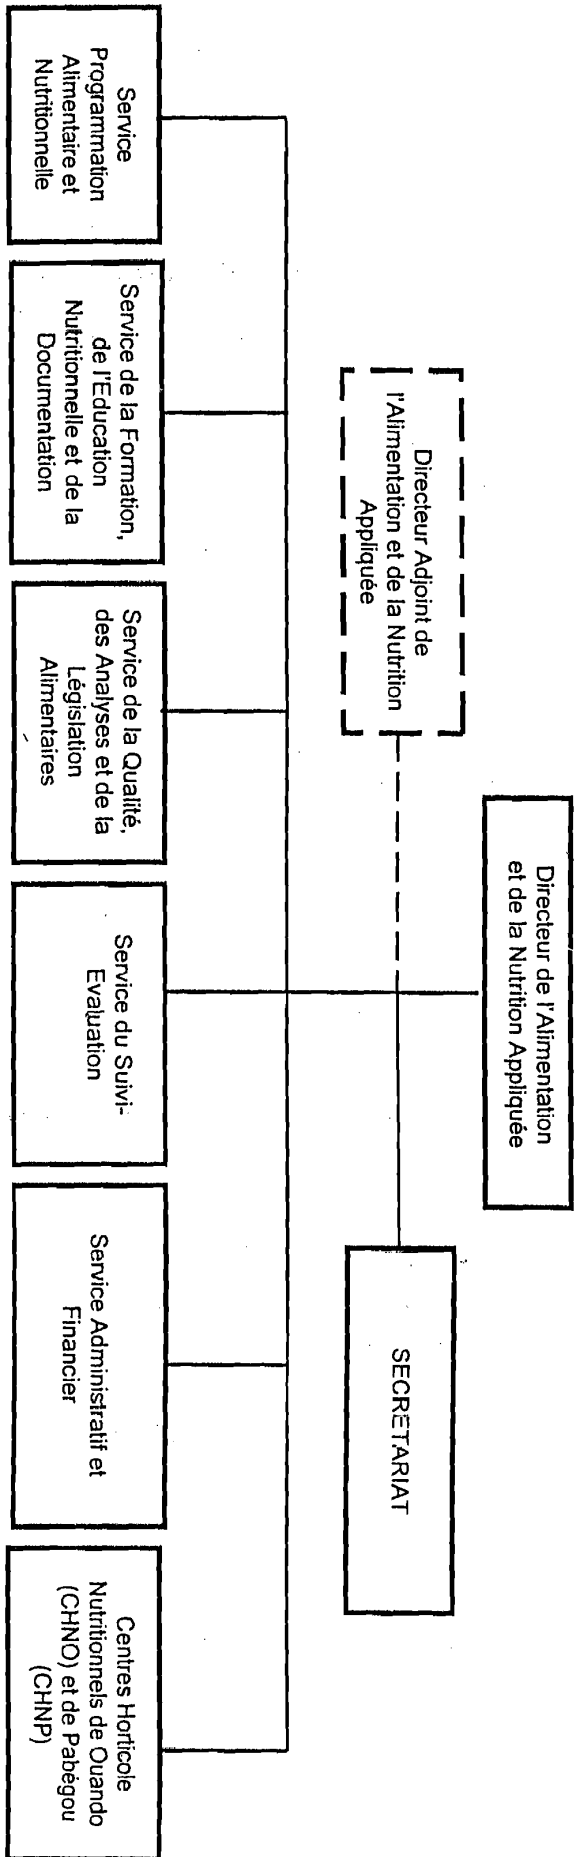 Directeur de l'Alimentation
et de la Nutrition Appliquée
Directeur Adjoint de
l'Alimentation et de la Nutrition
Appliquée
SECRETARIAT
Service
Programmation
Alimentaire et
Nutritionnelle
Service de la Formation,
de l'Education
Nutritionnelle et de la
Documentation
Service de la Qualité,
des Analyses et de la
Législation
Alimentaires
Service du Suivi-
Evaluation
Service Administratif et
Financier
Centres Horticole
Nutritionnels de Ouando
(CHNO) et de Pabégou
(CHNP)